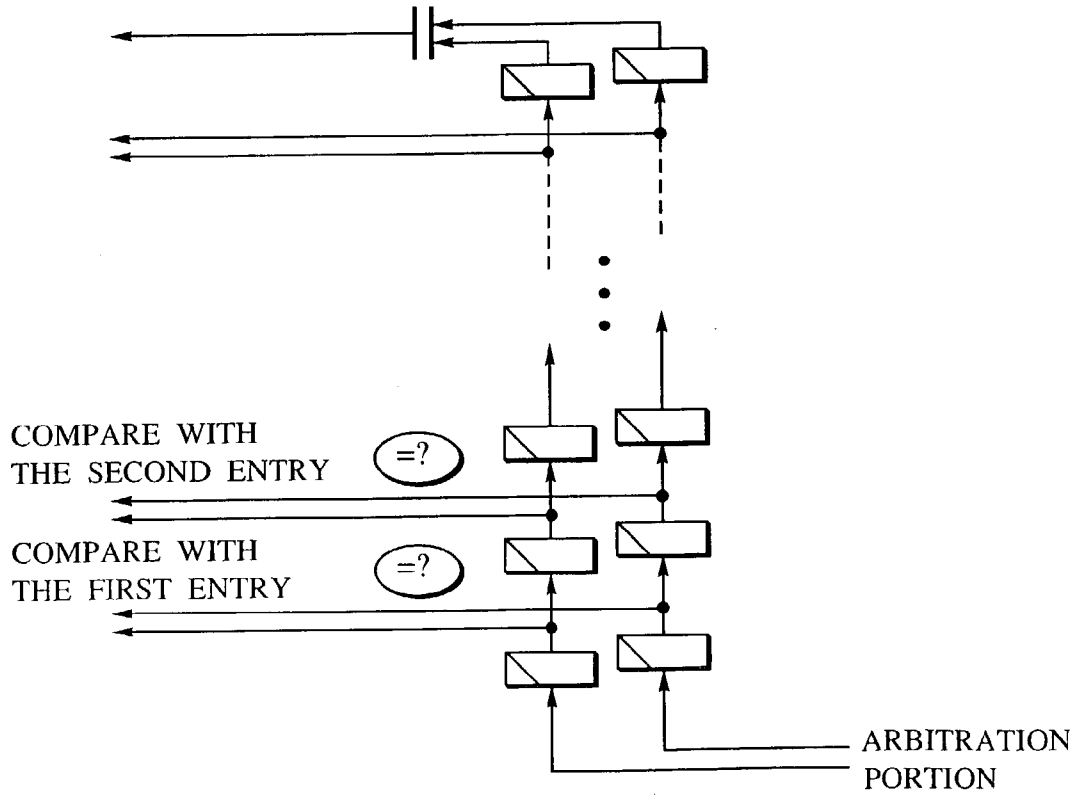 COMPARE WITH
THE SECOND ENTRY
=?
COMPARE WITH
THE FIRST ENTRY
=?
ARBITRATION
PORTION